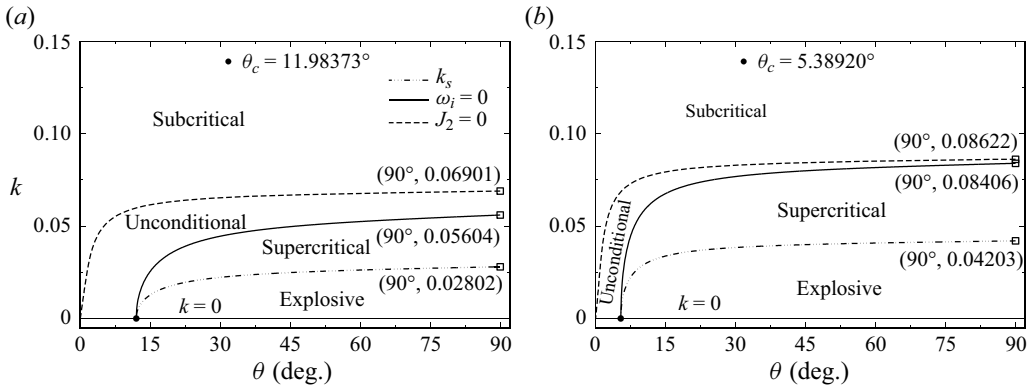 (a)
0.15
0.10
k
0.05
0
θc = 11.98373°
ks
ωi = 0
J2 = 0
Subcritical
(90°, 0.06901)
Unconditional
(90°, 0.05604)
Supercritical
(90°, 0.02802)
Explosive
k = 0
0 15 30 45 60 75 90
θ (deg.)
(b)
0.15
0.10
0.05
0
θc = 5.38920°
Subcritical
(90°, 0.08622)
(90°, 0.08406)
Unconditional
Supercritical
(90°, 0.04203)
Explosive
k = 0
0 15 30 45 60 75 90
θ (deg.)